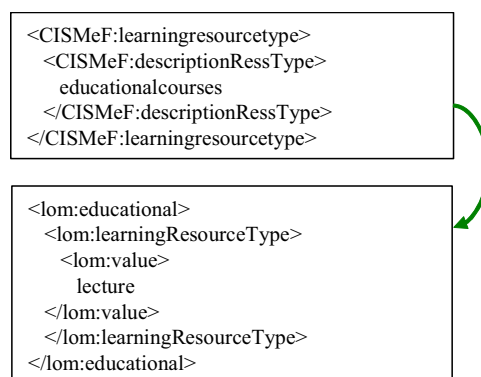 <CISMeF:learningresourcetype>
<CISMeF:descriptionRessType>
educationalcourses
</CISMeF:descriptionRessType>
</CISMeF:learningresourcetype>
<lom:educational>
<lom:learningResourceType>
<lom:value>
lecture
</lom:value>
</lom:learningResourceType>
</lom:educational>